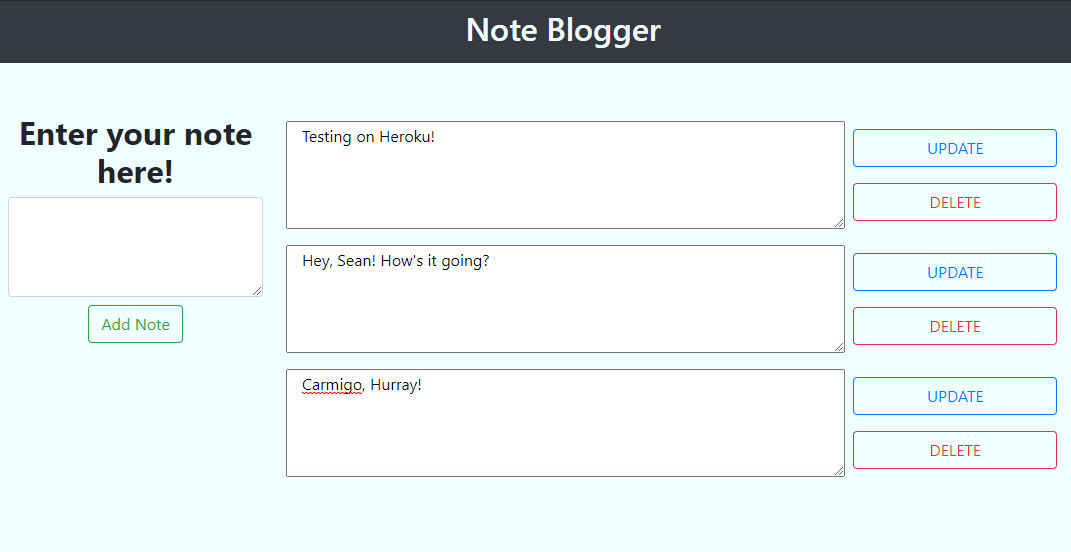 Note Blogger
Enter your note
here!
Add Note
Testing on Heroku!
UPDATE
DELETE
Hey, Sean! How's it going?
UPDATE
DELETE
Carmigo, Hurray!
UPDATE
DELETE